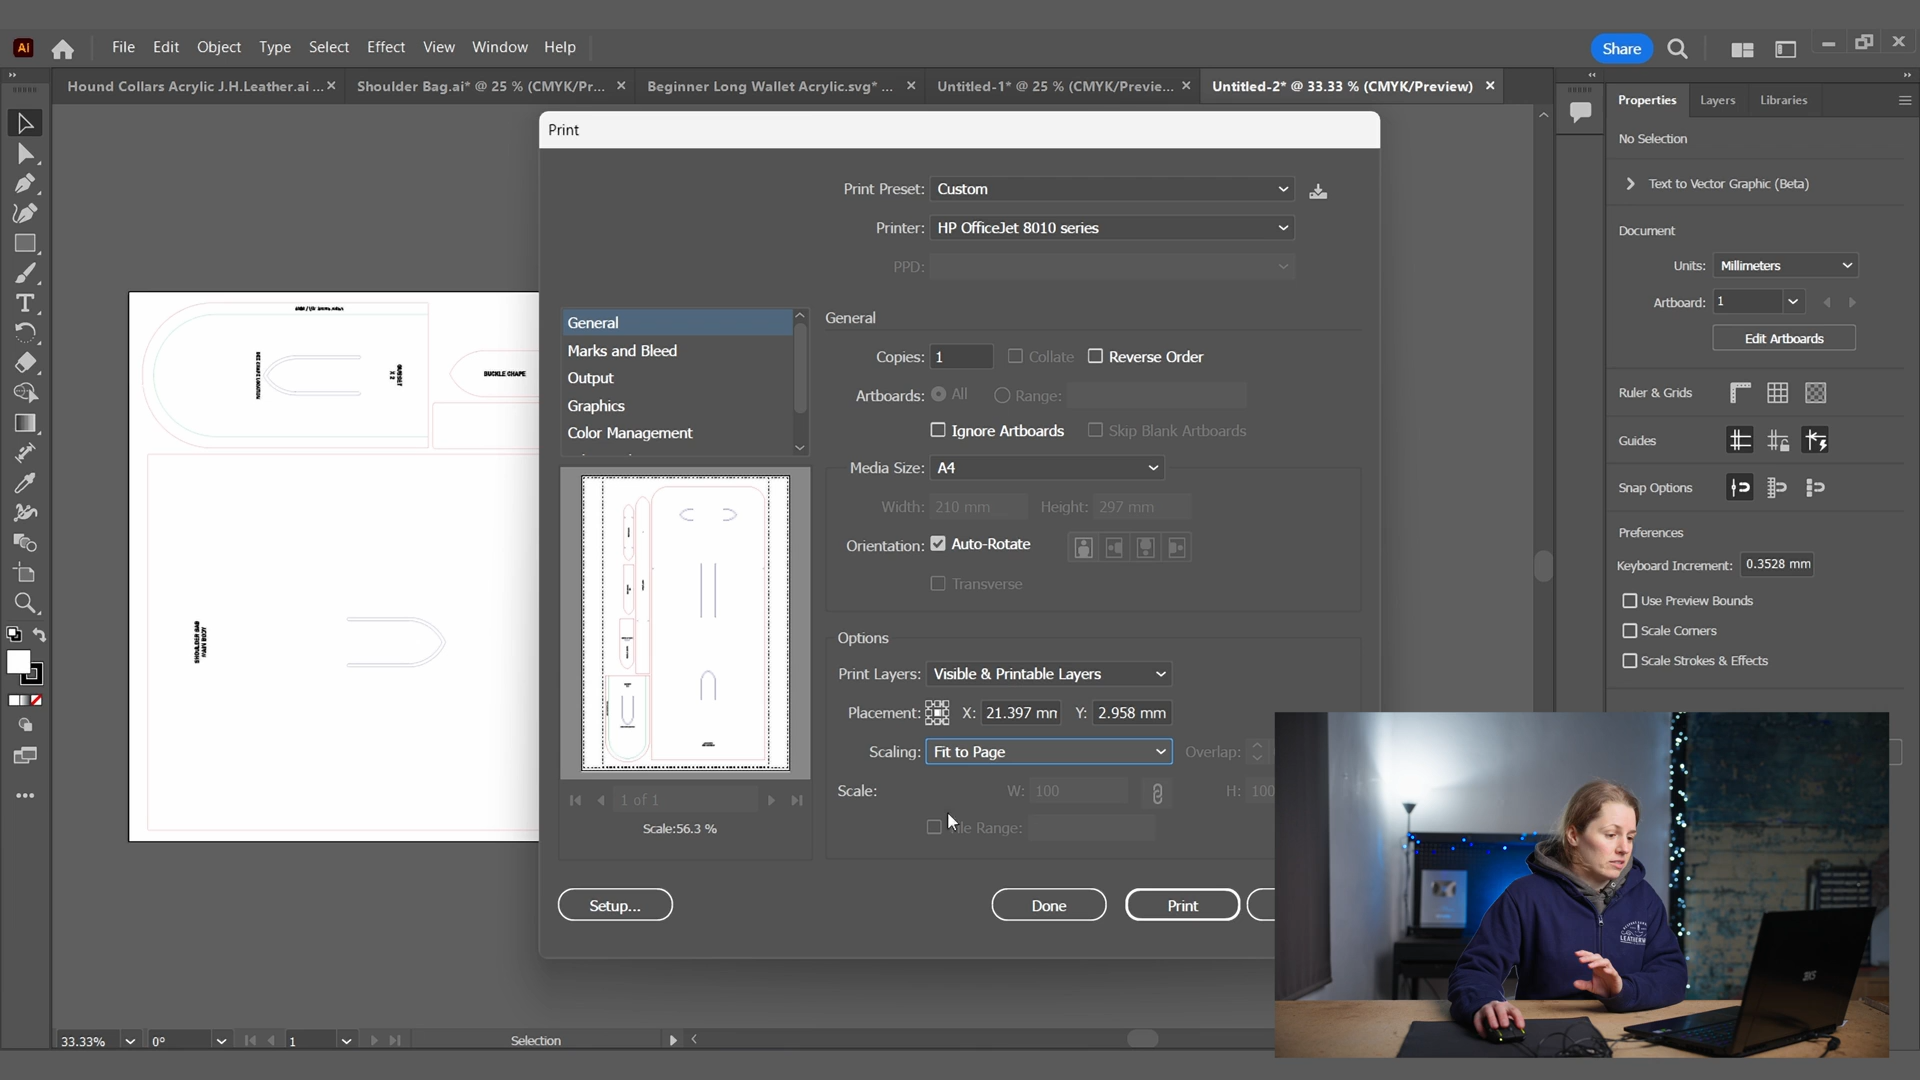 Ai
File Edit Object Type Select Effect View Window Help
Share
Hound Collars Acrylic J.H.Leather.ai ... ×
Shoulder Bag.ai* @ 25 % (CMYK/Pr... ×
Beginner Long Wallet Acrylic.svg* ... ×
Untitled-1* @ 25 % (CMYK/Previe... ×
Untitled-2* @ 33.33 % (CMYK/Preview) ×
Print
Print Preset: Custom
Printer: HP OfficeJet 8010 series
PPD:
General
Marks and Bleed
Output
Graphics
Color Management
1 of 1
Scale:56.3 %
General
Copies: 1 Collate Reverse Order
Artboards: All Range:
Ignore Artboards Skip Blank Artboards
Media Size: A4
Width: 210 mm Height: 297 mm
Orientation: Auto-Rotate
Transverse
Options
Print Layers: Visible & Printable Layers
Placement: X: 21.397 mm Y: 2.958 mm
Scaling: Fit to Page Overlap:
Scale: W: 100 H: 100
Range:
Setup... Done Print
GUSSET
X 2
BUCKLE CHAPE
SHOULDER BAG
MAIN BODY
Properties Layers Libraries
No Selection
Text to Vector Graphic (Beta)
Document
Units: Millimeters
Artboard: 1
Edit Artboards
Ruler & Grids
Guides
Snap Options
Preferences
Keyboard Increment: 0.3528 mm
Use Preview Bounds
Scale Corners
Scale Strokes & Effects
33.33% 0° 1 Selection